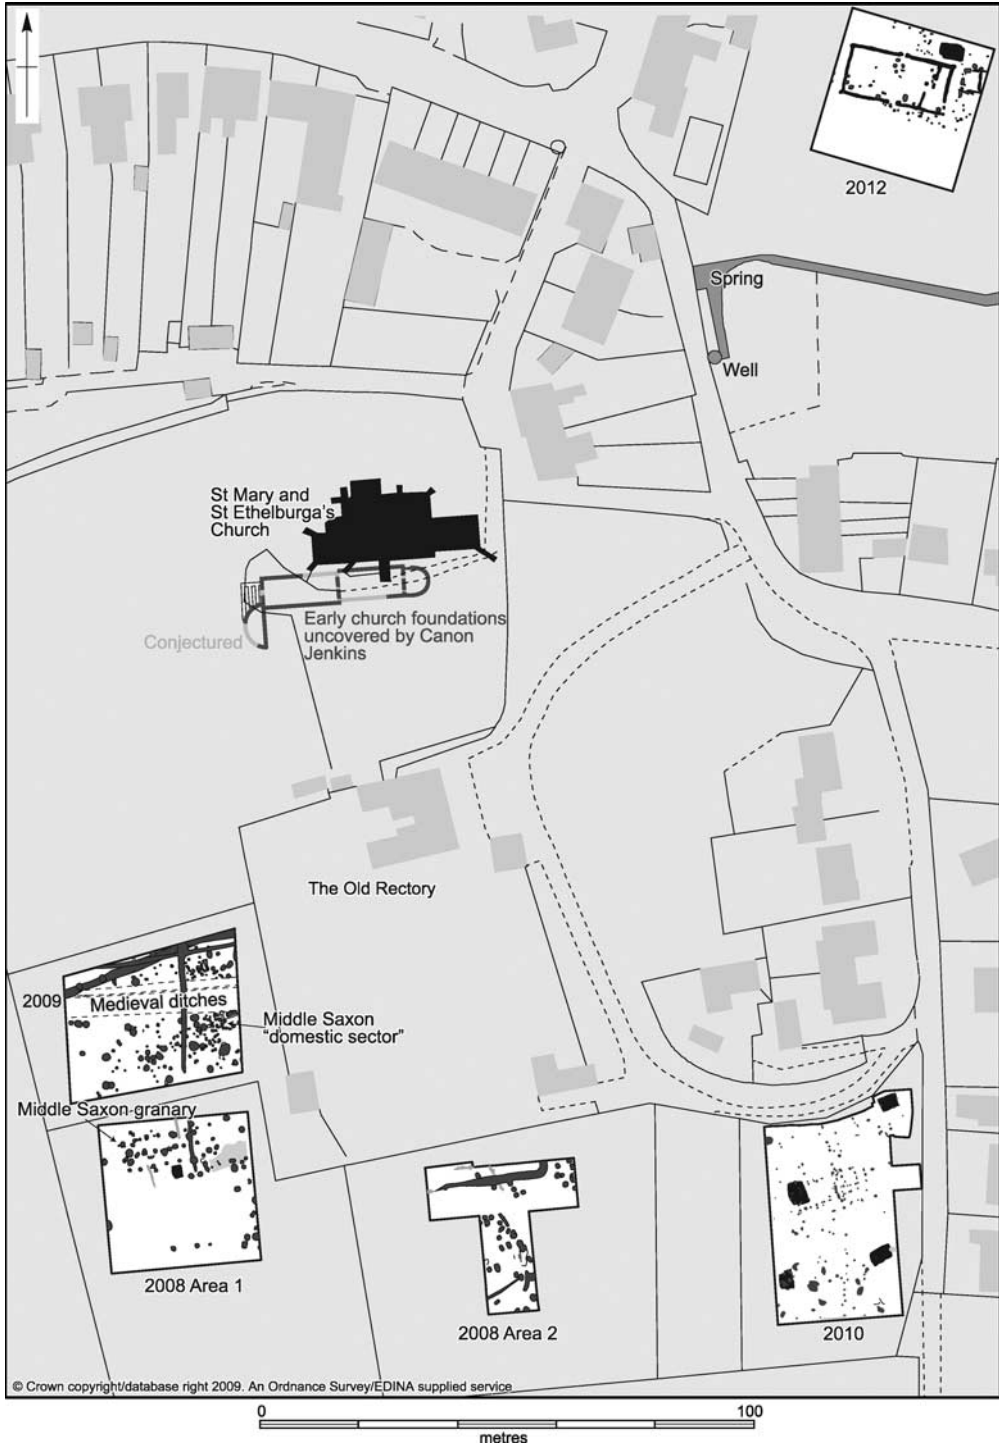 2012
Spring
Well
St Mary and
St Ethelburga's
Church
Early church foundations
uncovered by Canon
Jenkins
Conjectured
The Old Rectory
2009
Medieval ditches
Middle Saxon
"domestic sector"
Middle Saxon granary
2008 Area 1
2008 Area 2
2010
© Crown copyright/database right 2009. An Ordnance Survey/EDINA supplied service
0
100
metres